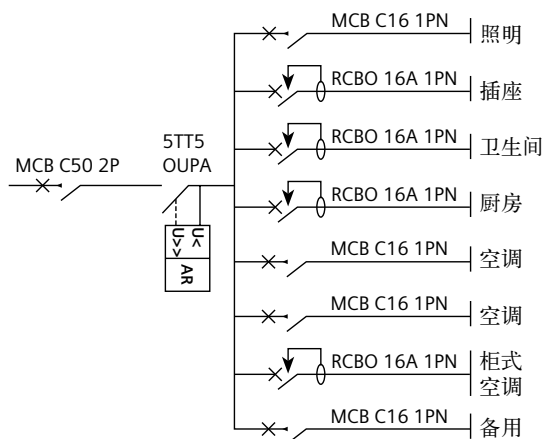 MCB C16 1PN
照明
RCBO 16A 1PN
插座
RCBO 16A 1PN
卫生间
5TT5
OUPA
MCB C50 2P
RCBO 16A 1PN
厨房
U<
U>>
AR
MCB C16 1PN
空调
MCB C16 1PN
空调
RCBO 16A 1PN
柜式
空调
MCB C16 1PN
备用